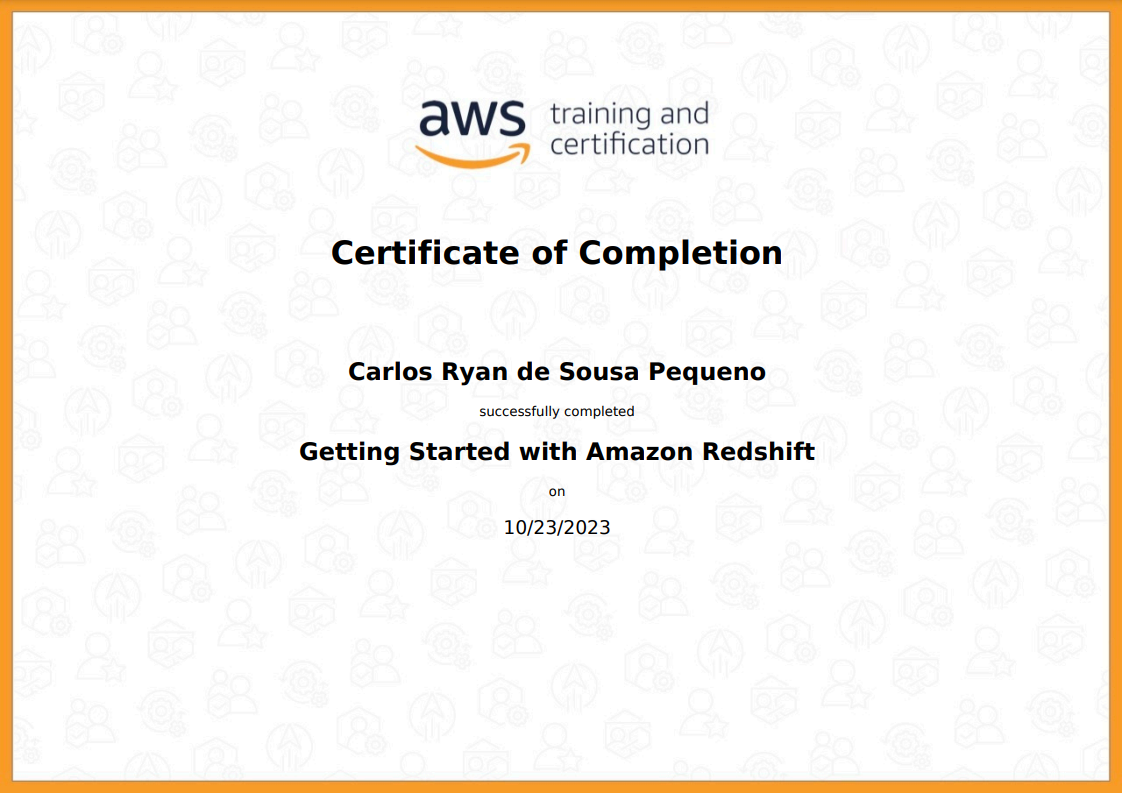 aws training and
certification
Certificate of Completion
Carlos Ryan de Sousa Pequeno
successfully completed
Getting Started with Amazon Redshift
on
10/23/2023